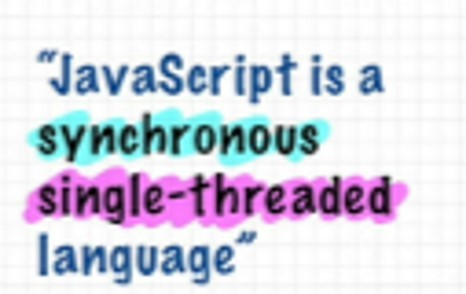 “JavaScript is a
synchronous
single-threaded
language”